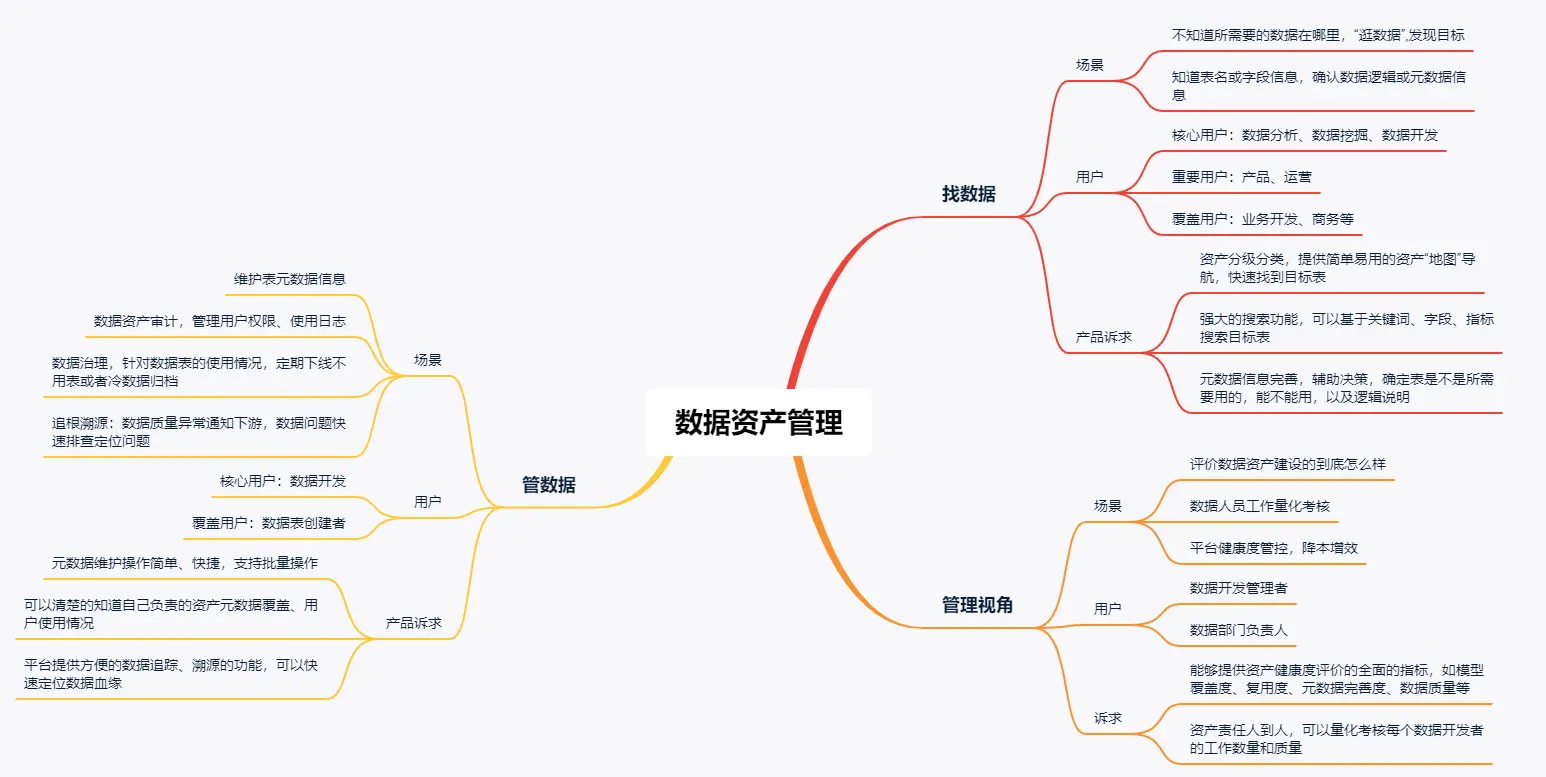 数据资产管理
找数据
场景
不知道所需要的数据在哪里，“逛数据”,发现目标
知道表名或字段信息，确认数据逻辑或元数据信
息
用户
核心用户：数据分析、数据挖掘、数据开发
重要用户：产品、运营
覆盖用户：业务开发、商务等
产品诉求
资产分级分类，提供简单易用的资产“地图”导
航，快速找到目标表
强大的搜索功能，可以基于关键词、字段、指标
搜索目标表
元数据信息完善，辅助决策，确定表是不是所需
要用的，能不能用，以及逻辑说明
管理视角
场景
评价数据资产建设的到底怎么样
数据人员工作量化考核
平台健康度管控，降本增效
用户
数据开发管理者
数据部门负责人
诉求
能够提供资产健康度评价的全面的指标，如模型
覆盖度、复用度、元数据完善度、数据质量等
资产责任人到人，可以量化考核每个数据开发者
的工作数量和质量
管数据
场景
维护表元数据信息
数据资产审计，管理用户权限、使用日志
数据治理，针对数据表的使用情况，定期下线不
用表或者冷数据归档
追根溯源：数据质量异常通知下游，数据问题快
速排查定位问题
用户
核心用户：数据开发
覆盖用户：数据表创建者
产品诉求
元数据维护操作简单、快捷，支持批量操作
可以清楚的知道自己负责的资产元数据覆盖、用
户使用情况
平台提供方便的数据追踪、溯源的功能，可以快
速定位数据血缘